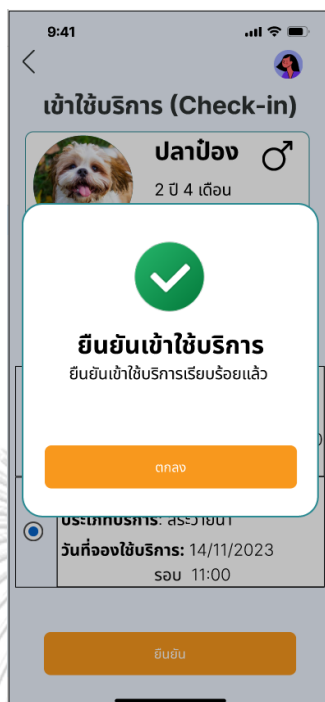 9:41
เข้าใช้บริการ (Check-in)
ปลาป๋อง
2 ปี 4 เดือน
ยืนยันเข้าใช้บริการ
ยืนยันเข้าใช้บริการเรียบร้อยแล้ว
ตกลง
ประเภทบริการ: สระว่ายน้ำ
วันที่จองใช้บริการ: 14/11/2023
รอบ 11:00
ยืนยัน